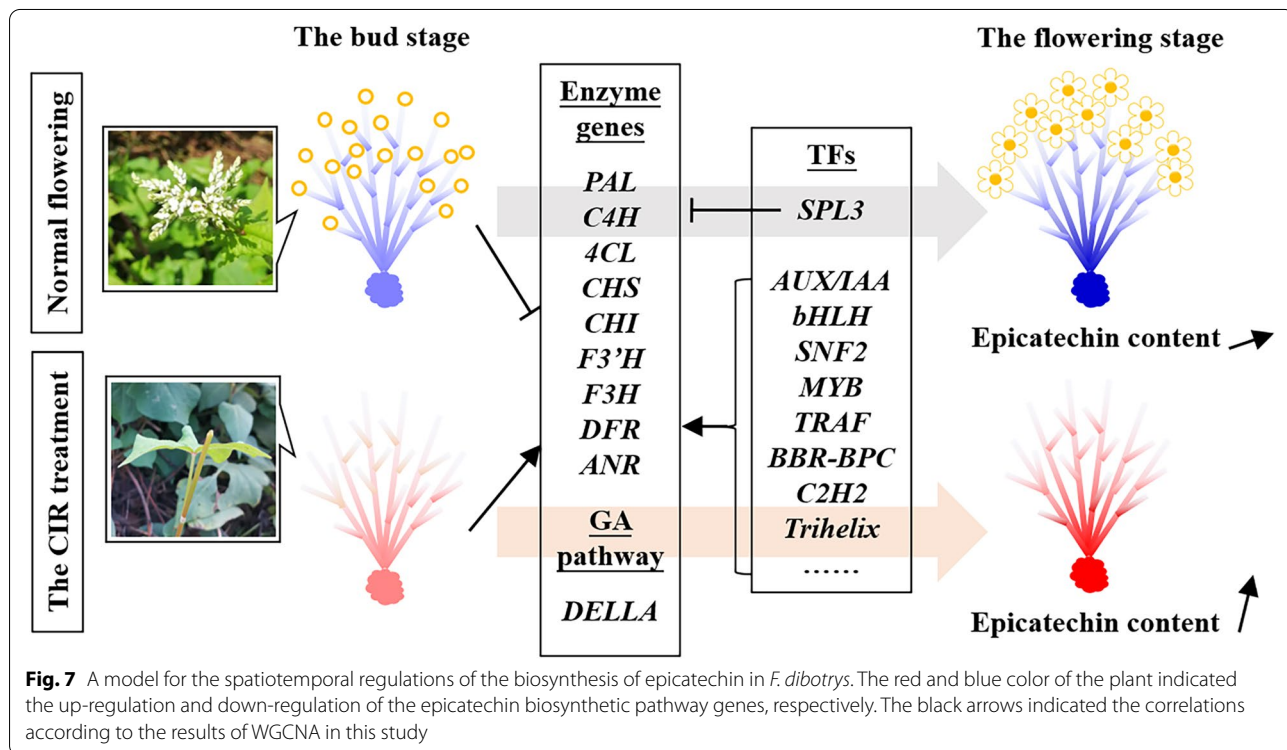 The bud stage
The flowering stage
Normal flowering
The CIR treatment
Enzyme
genes
PAL
C4H
4CL
CHS
CHI
F3’H
F3H
DFR
ANR
GA
pathway
DELLA
TFs
SPL3
AUX/IAA
bHLH
SNF2
MYB
TRAF
BBR-BPC
C2H2
Trihelix
......
Epicatechin content
Epicatechin content
Fig. 7 A model for the spatiotemporal regulations of the biosynthesis of epicatechin in F. dibotrys. The red and blue color of the plant indicated
the up-regulation and down-regulation of the epicatechin biosynthetic pathway genes, respectively. The black arrows indicated the correlations
according to the results of WGCNA in this study